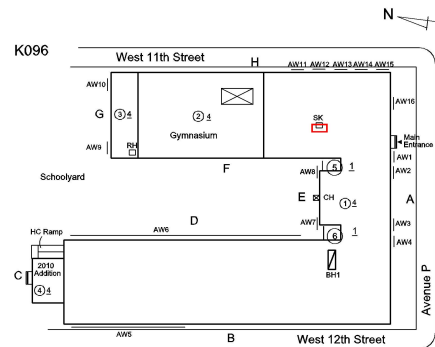 N
K096
West 11th Street
H
AW11 AW12 AW13 AW14 AW15
AW10
AW16
G
3 4
2 4
Gymnasium
SK
Main
Entrance
AW9
RH
F
AW1
5 1
AW8
AW2
Schoolyard
E
CH
1 4
A
D
AW7
AW3
HC Ramp
AW6
6 1
AW4
2010
Addition
C
4 4
BH1
Avenue P
AW5
B
West 12th Street